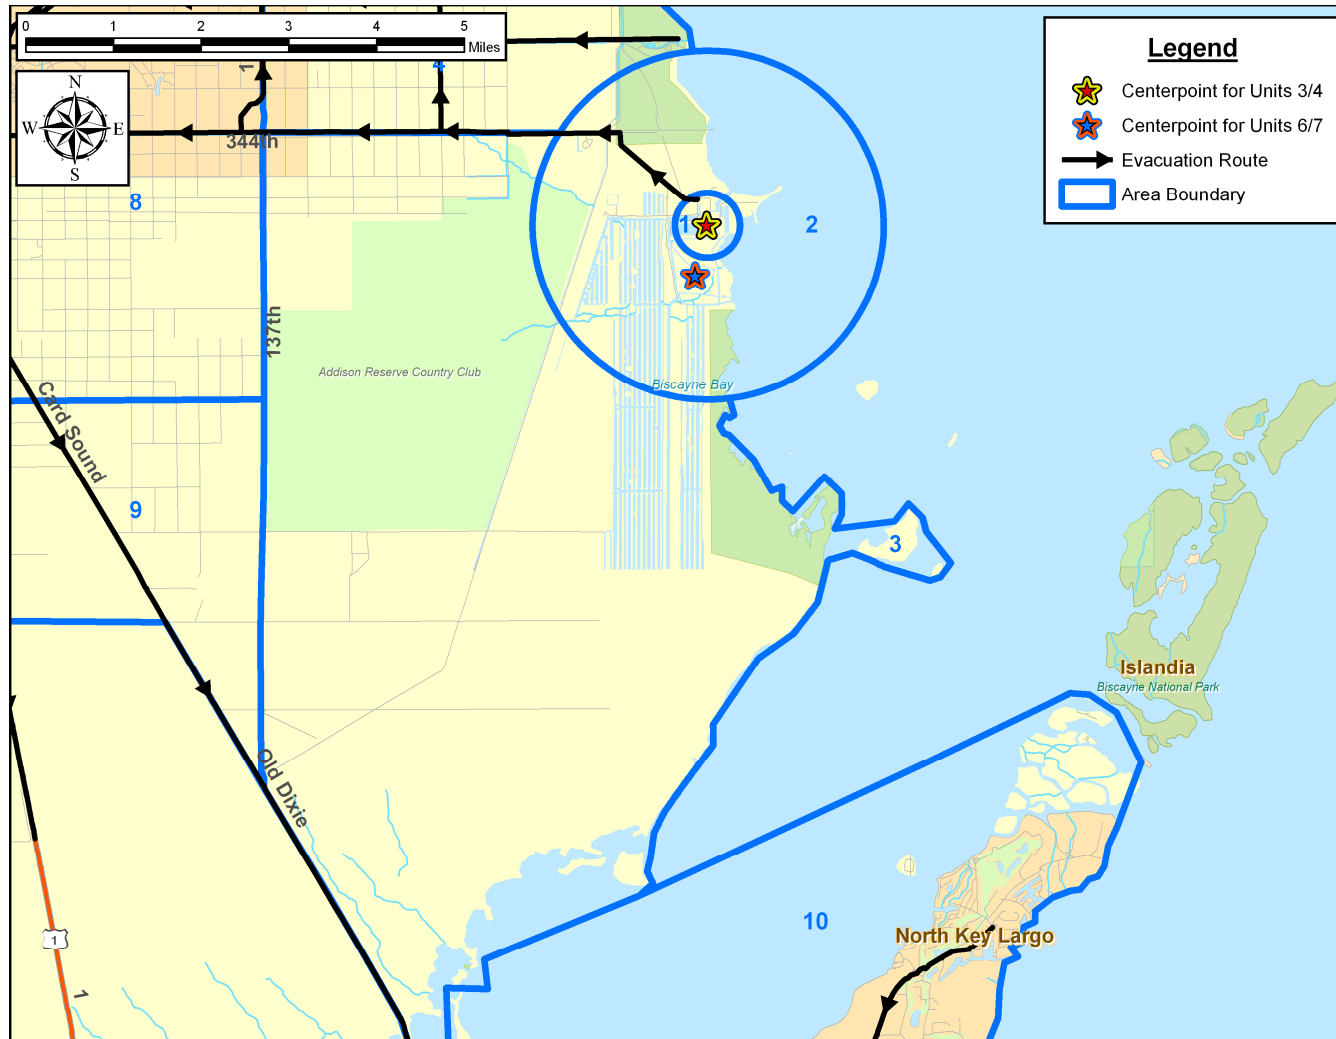 0 1 2 3 4 5
Miles
N
W E
S
Legend
Centerpoint for Units 3/4
Centerpoint for Units 6/7
Evacuation Route
Area Boundary
1
4
344th
8
1
2
137th
Addison Reserve Country Club
Biscayne Bay
Card Sound
9
3
Islandia
Biscayne National Park
Old Dixie
10
North Key Largo
1
1